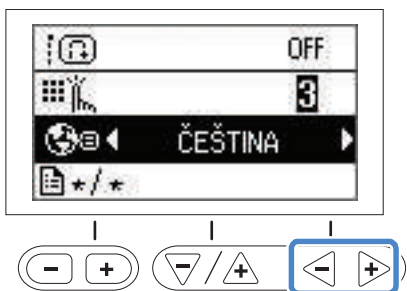 OFF
3
ČEŠTINA
*/*
- + -/+ - +